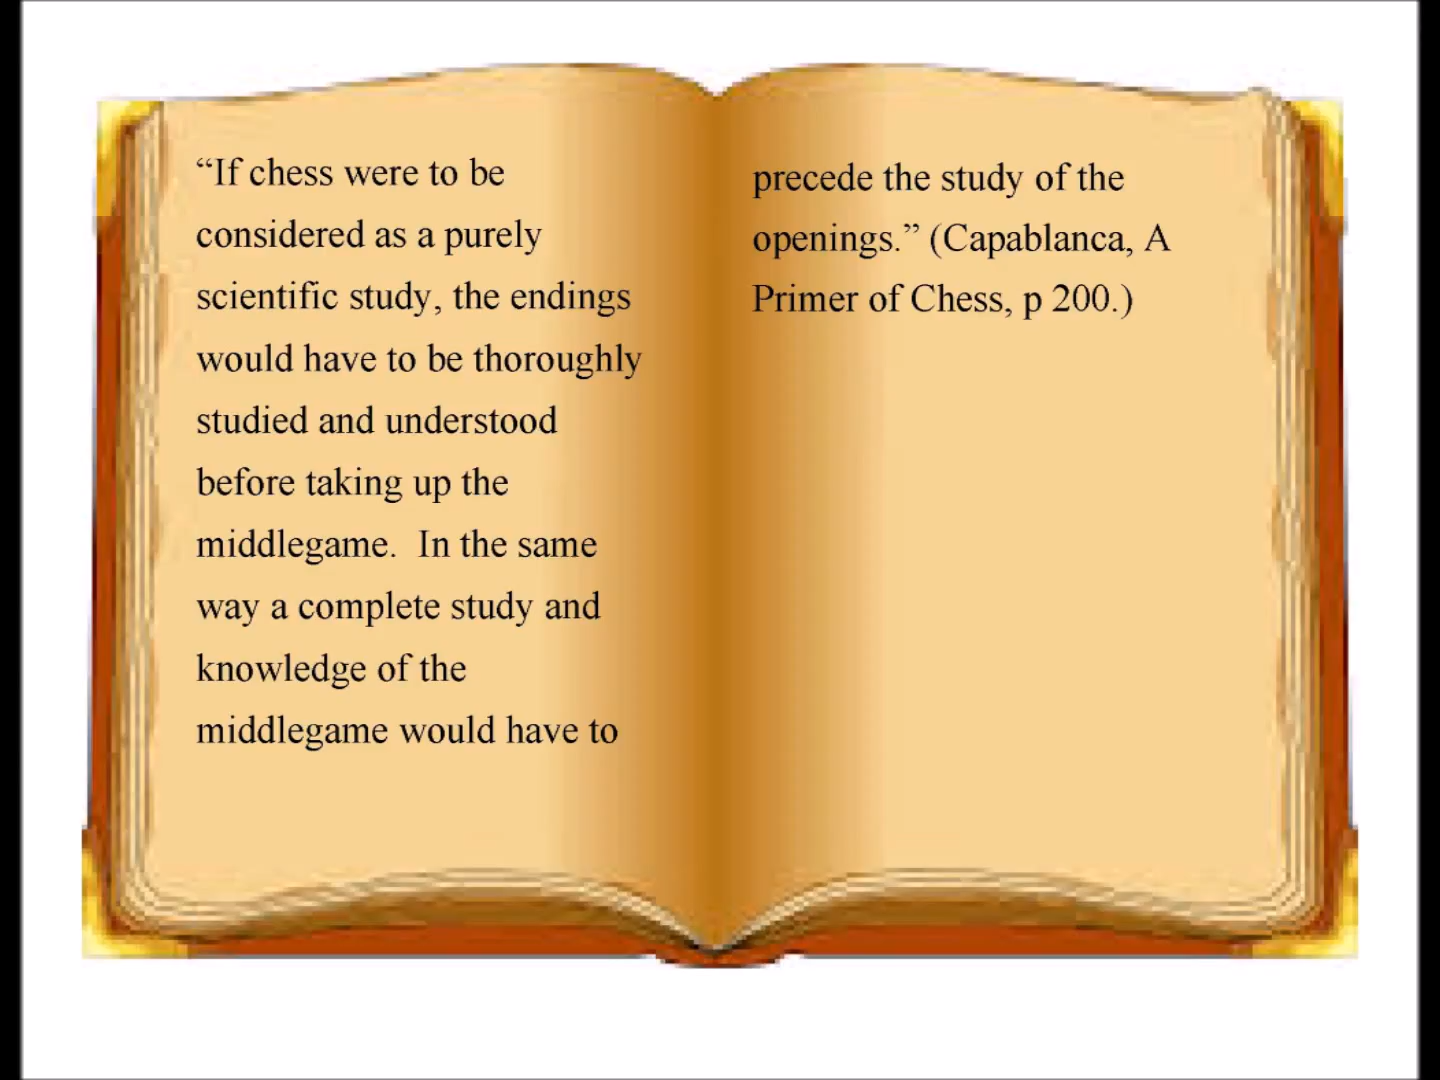 “If chess were to be
considered as a purely
scientific study, the endings
would have to be thoroughly
studied and understood
before taking up the
middlegame.  In the same
way a complete study and
knowledge of the
middlegame would have to
precede the study of the
openings.” (Capablanca, A
Primer of Chess, p 200.)